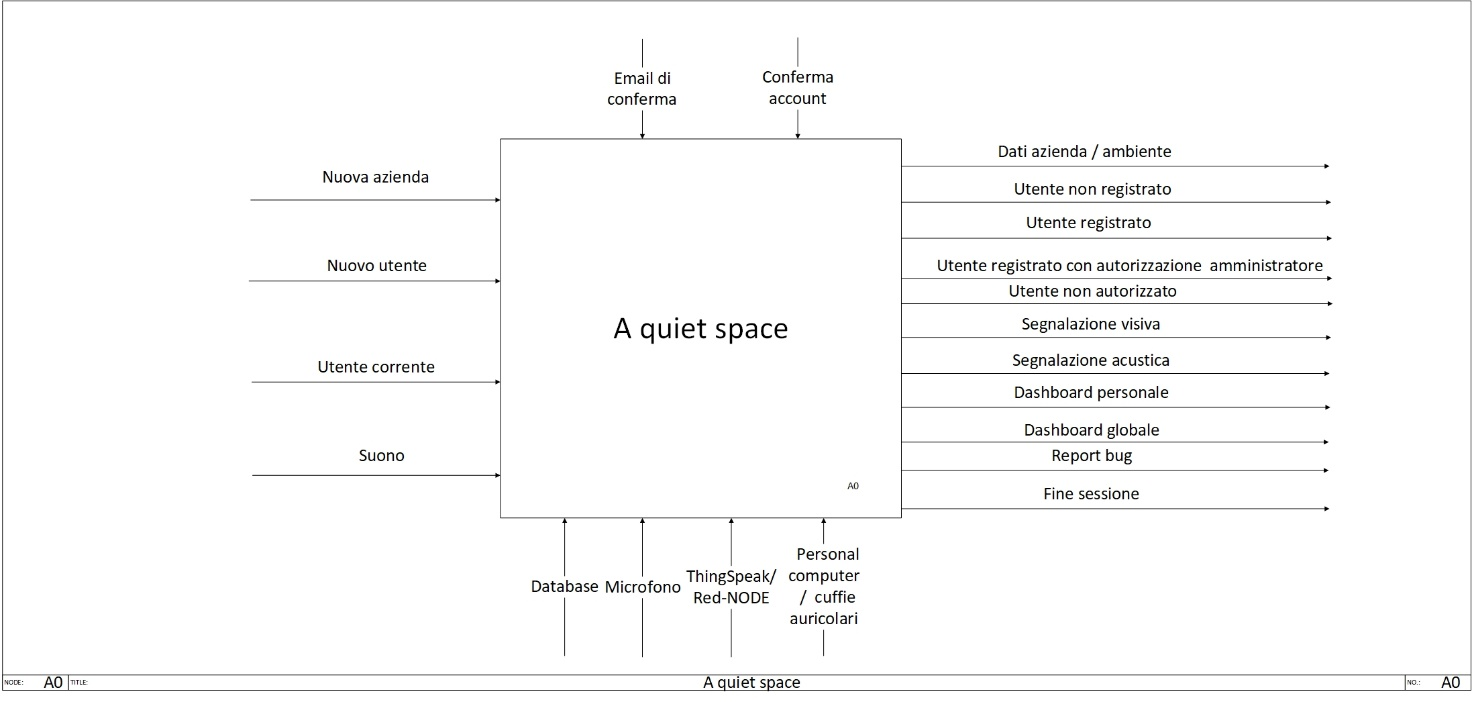 Email di
conferma
Conferma
account
Nuova azienda
Nuovo utente
Utente corrente
Suono
A quiet space
A0
Dati azienda / ambiente
Utente non registrato
Utente registrato
Utente registrato con autorizzazione amministratore
Utente non autorizzato
Segnalazione visiva
Segnalazione acustica
Dashboard personale
Dashboard globale
Report bug
Fine sessione
Database
Microfono
ThingSpeak/
Red-NODE
Personal
computer
/ cuffie
auricolari
NODE: A0 TITLE: A quiet space NO.: A0